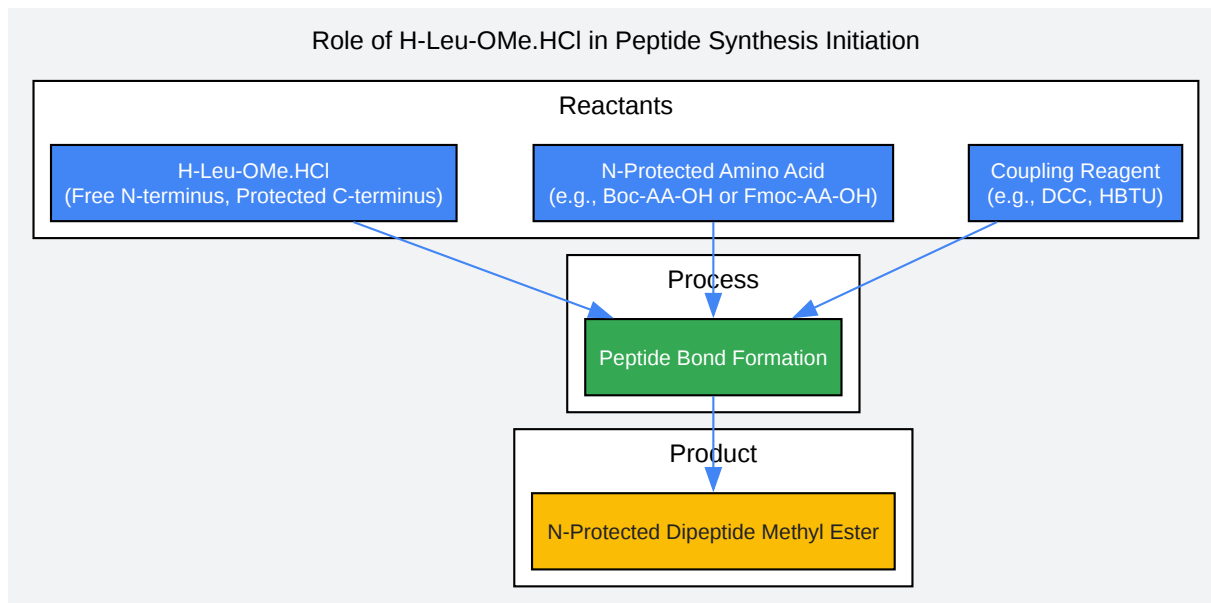 Role of H-Leu-OMe.HCl in Peptide Synthesis Initiation
Reactants
H-Leu-OMe.HCl
(Free N-terminus, Protected C-terminus)
N-Protected Amino Acid
(e.g., Boc-AA-OH or Fmoc-AA-OH)
Coupling Reagent
(e.g., DCC, HBTU)
Process
Peptide Bond Formation
Product
N-Protected Dipeptide Methyl Ester